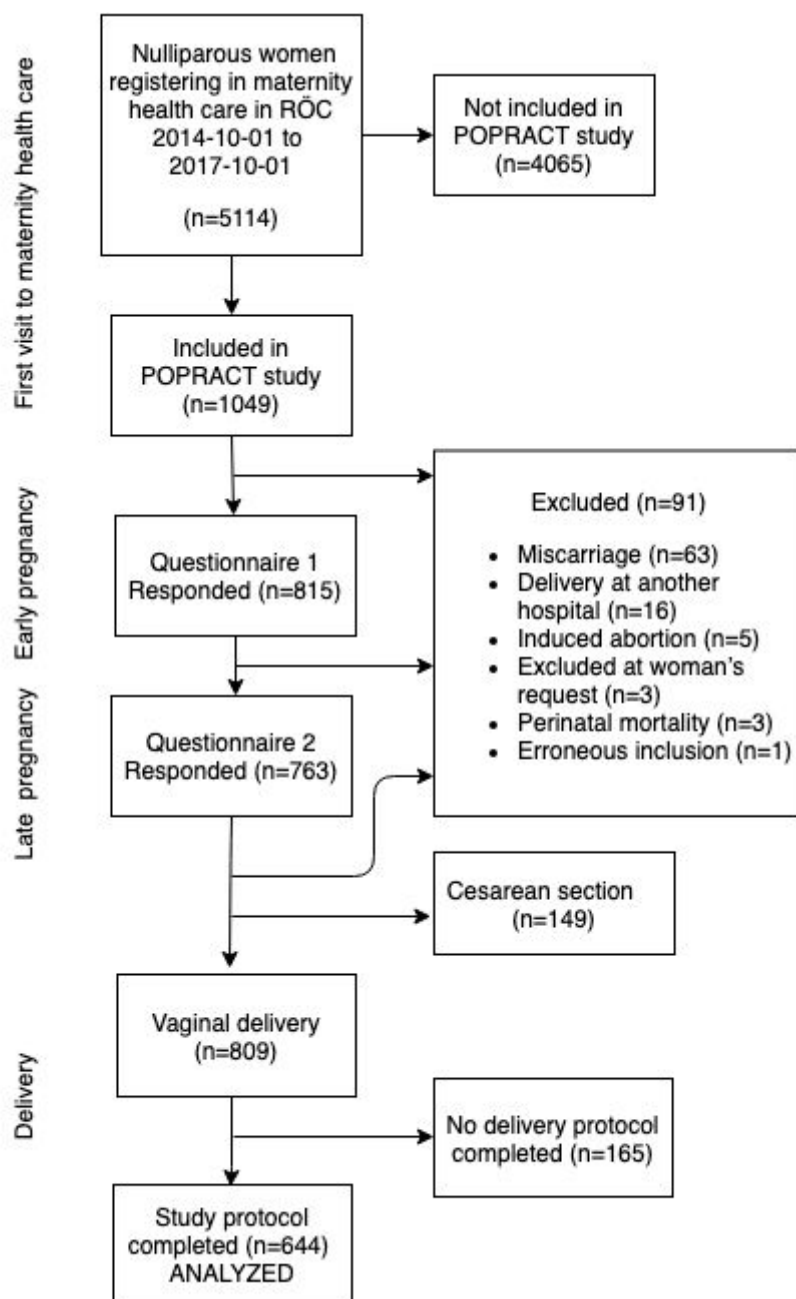 First visit to maternity health care
Nulliparous women
registering in maternity
health care in RÖC
2014-10-01 to
2017-10-01
(n=5114)
Not included in
POPRACT study
(n=4065)
Included in
POPRACT study
(n=1049)
Early pregnancy
Questionnaire 1
Responded (n=815)
Excluded (n=91)
• Miscarriage (n=63)
• Delivery at another
hospital (n=16)
• Induced abortion (n=5)
• Excluded at woman's
request (n=3)
• Perinatal mortality (n=3)
• Erroneous inclusion (n=1)
Late pregnancy
Questionnaire 2
Responded (n=763)
Cesarean section
(n=149)
Delivery
Vaginal delivery
(n=809)
No delivery protocol
completed (n=165)
Study protocol
completed (n=644)
ANALYZED